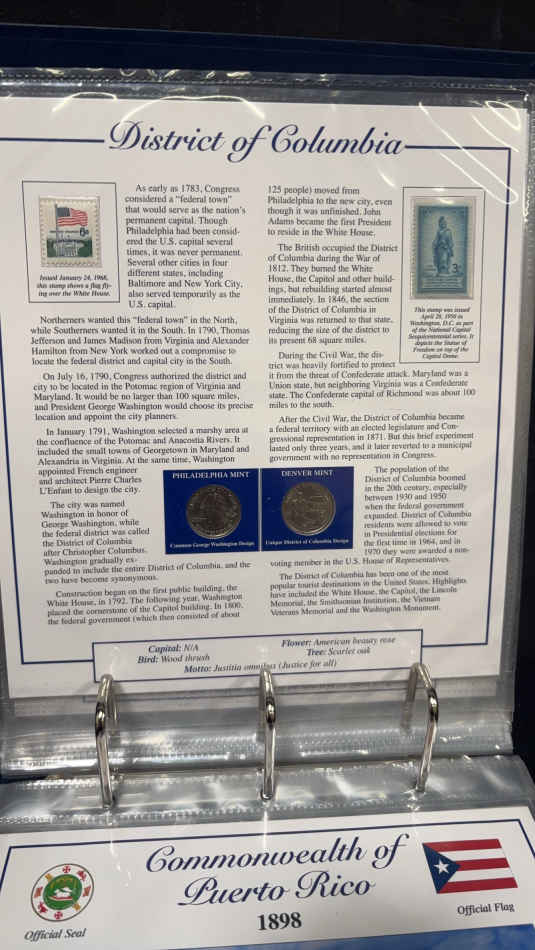 District of Columbia
6¢
Issued January 24, 1968,
this stamp shows a flag fly-
ing over the White House.
As early as 1783, Congress
considered a “federal town”
that would serve as the nation’s
permanent capital. Though
Philadelphia had been consid-
ered the U.S. capital several
times, it was never permanent.
Several other cities in four
different states, including
Baltimore and New York City,
also served temporarily as the
U.S. capital.
Northerners wanted this “federal town” in the North,
while Southerners wanted it in the South. In 1790, Thomas
Jefferson and James Madison from Virginia and Alexander
Hamilton from New York worked out a compromise to
locate the federal district and capital city in the South.
On July 16, 1790, Congress authorized the district and
city to be located in the Potomac region of Virginia and
Maryland. It would be no larger than 100 square miles,
and President George Washington would choose its precise
location and appoint the city planners.
In January 1791, Washington selected a marshy area at
the confluence of the Potomac and Anacostia Rivers. It
included the small towns of Georgetown in Maryland and
Alexandria in Virginia. At the same time, Washington
appointed French engineer
and architect Pierre Charles
L’Enfant to design the city.
The city was named
Washington in honor of
George Washington, while
the federal district was called
the District of Columbia
after Christopher Columbus.
Washington gradually ex-
panded to include the entire District of Columbia, and the
two have become synonymous.
Construction began on the first public building, the
White House, in 1792. The following year, Washington
placed the cornerstone of the Capitol building. In 1800,
the federal government (which then consisted of about
125 people) moved from
Philadelphia to the new city, even
though it was unfinished. John
Adams became the first President
to reside in the White House.
The British occupied the District
of Columbia during the War of
1812. They burned the White
House, the Capitol and other build-
ings, but rebuilding started almost
immediately. In 1846, the section
of the District of Columbia in
Virginia was returned to that state,
reducing the size of the district to
its present 68 square miles.
During the Civil War, the dis-
trict was heavily fortified to protect
it from the threat of Confederate attack. Maryland was a
Union state, but neighboring Virginia was a Confederate
state. The Confederate capital of Richmond was about 100
miles to the south.
After the Civil War, the District of Columbia became
a federal territory with an elected legislature and Con-
gressional representation in 1871. But this brief experiment
lasted only three years, and it later reverted to a municipal
government with no representation in Congress.
The population of the
District of Columbia boomed
in the 20th century, especially
between 1930 and 1950
when the federal government
expanded. District of Columbia
residents were allowed to vote
in Presidential elections for
the first time in 1964, and in
1970 they were awarded a non-
voting member in the U.S. House of Representatives.
The District of Columbia has been one of the most
popular tourist destinations in the United States. Highlights
have included the White House, the Capitol, the Lincoln
Memorial, the Smithsonian Institution, the Vietnam
Veterans Memorial and the Washington Monument.
3¢
This stamp was issued
April 20, 1950 in
Washington, D.C. as part
of the National Capital
Sesquicentennial series. It
depicts the Statue of
Freedom on top of the
Capitol Dome.
PHILADELPHIA MINT
Common George Washington Design
DENVER MINT
Unique District of Columbia Design
Capital: N/A
Flower: American beauty rose
Bird: Wood thrush
Tree: Scarlet oak
Motto: Justitia omnibus (Justice for all)
Commonwealth of
Puerto Rico
1898
Official Seal
Official Flag